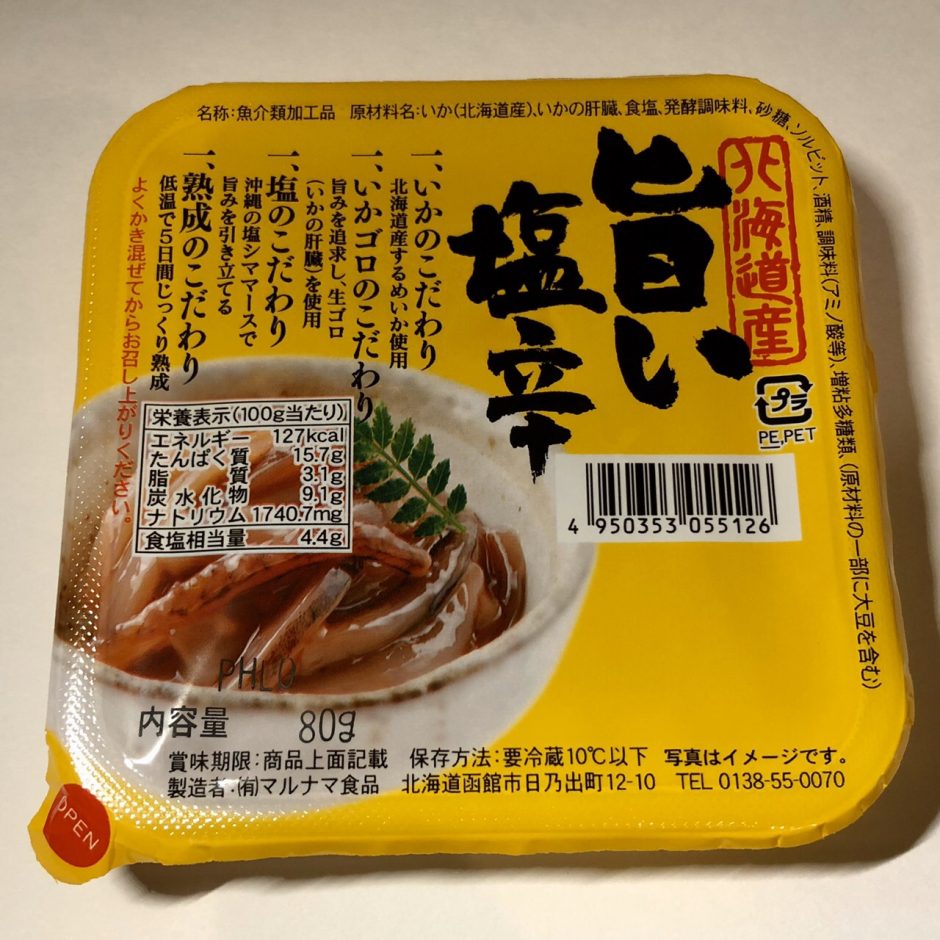 名称:魚介類加工品 原材料名:いか(北海道産)、いかの肝臓、食塩、発酵調味料、砂糖、ソルビット、酒精、調味料(アミノ酸等)、増粘多糖類、(原材料の一部に大豆を含む)
北海道産
旨い
塩辛
一、いかのこだわり
北海道産するめいか使用
一、いかゴロのこだわり
旨みを追求し、生ゴロ
(いかの肝臓)を使用
一、塩のこだわり
沖縄の塩シママースで
旨みを引き立てる
一、熟成のこだわり
低温で5日間じっくり熟成
よくかき混ぜてからお召し上がりください。
プラ
PE,PET
4 950353 055126
栄養表示(100g当たり)
エネルギー 127kcal
たんぱく質 15.7g
脂質 3.1g
炭水化物 9.1g
ナトリウム 1740.7mg
食塩相当量 4.4g
PHLO
内容量 80g
賞味期限:商品上面記載 保存方法:要冷蔵10℃以下 写真はイメージです。
製造者:㈲マルナマ食品 北海道函館市日乃出町12-10 TEL 0138-55-0070
OPEN